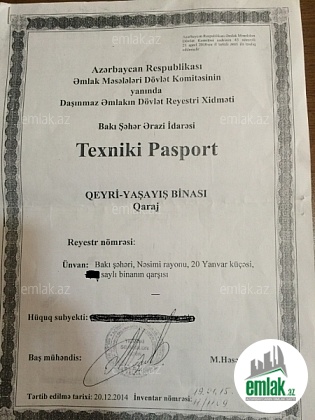 Azərbaycan Respublikası
Əmlak Məsələləri Dövlət Komitəsinin
yanında
Daşınmaz Əmlakın Dövlət Reyestri Xidməti
Bakı Şəhər Ərazi İdarəsi
Texniki Pasport
QEYRİ-YAŞAYIŞ BİNASI
Qaraj
Reyestr nömrəsi:
Ünvan: Bakı şəhəri, Nəsimi rayonu, 20 Yanvar küçəsi,
saylı binanın qarşısı
—
Hüquq subyekti:
Baş mühəndis:
M.Həs
Tərtib edilmə tarixi: 20.12.2014 İnventar nömrəsi:
emlak.az